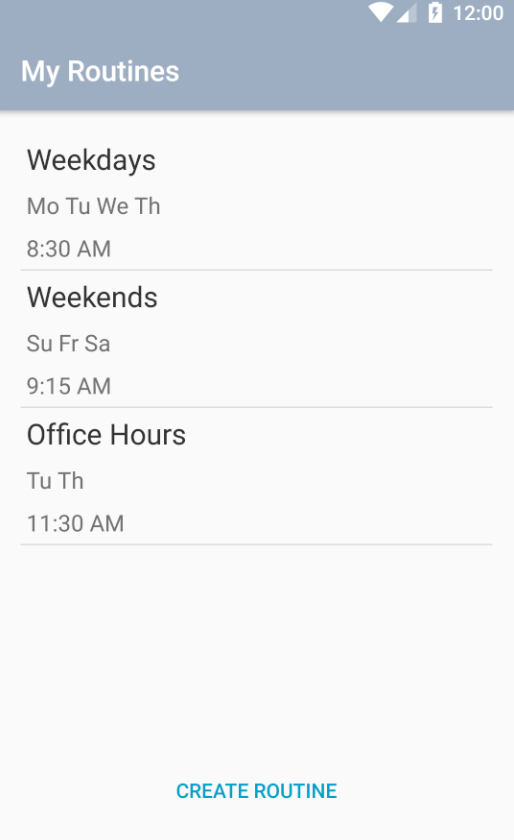 12:00
My Routines
Weekdays
Mo Tu We Th
8:30 AM
Weekends
Su Fr Sa
9:15 AM
Office Hours
Tu Th
11:30 AM
CREATE ROUTINE